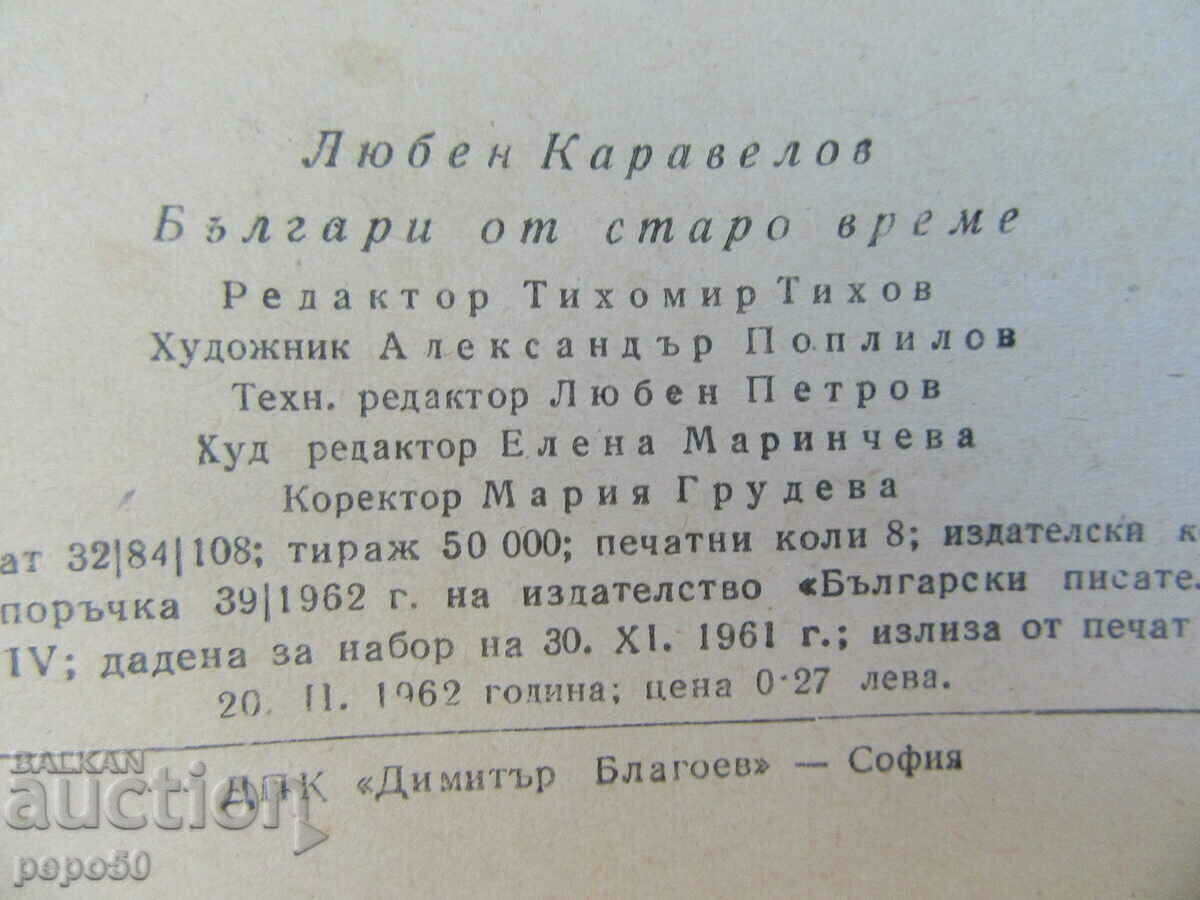 Любен Каравелов
Българи от старо време
Редактор Тихомир Тихов
Художник Александър Поплилов
Техн. редактор Любен Петров
Худ редактор Елена Маринчева
Коректор Мария Грудева
ат 32|84|108; тираж 50 000; печатни коли 8; издателски к
поръчка 39|1962 г. на издателство «Български писате
IV; дадена за набор на 30. XI. 1961 г.; излиза от печат
20. II. 1962 година; цена 0·27 лева.
ДПК «Димитър Благоев» — София
BALKAN
auction
pepo50